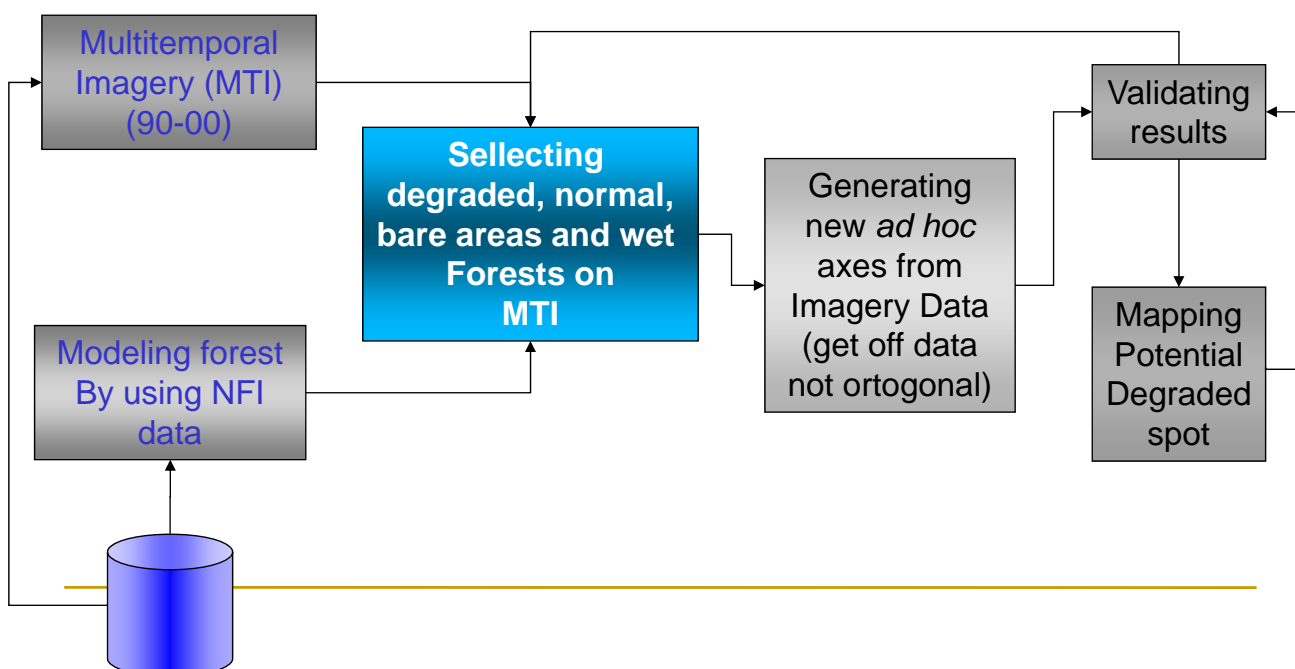 Multitemporal
Imagery (MTI)
(90-00)
Sellecting
degraded, normal,
bare areas and wet
Forests on
MTI
Modeling forest
By using NFI
data
Generating
new ad hoc
axes from
Imagery Data
(get off data
not ortogonal)
Validating
results
Mapping
Potential
Degraded
spot